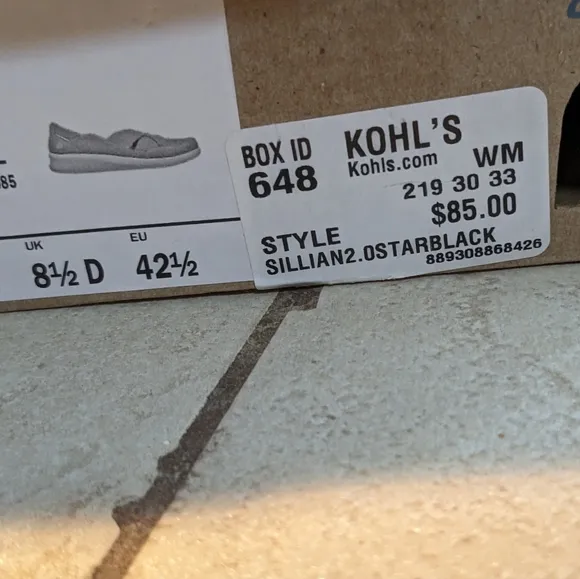 85
UK
EU
8½ D
42½
BOX ID
648
KOHL'S
Kohls.com
WM
219 30 33
$85.00
STYLE
SILLIAN2.0STARBLACK
889308868426